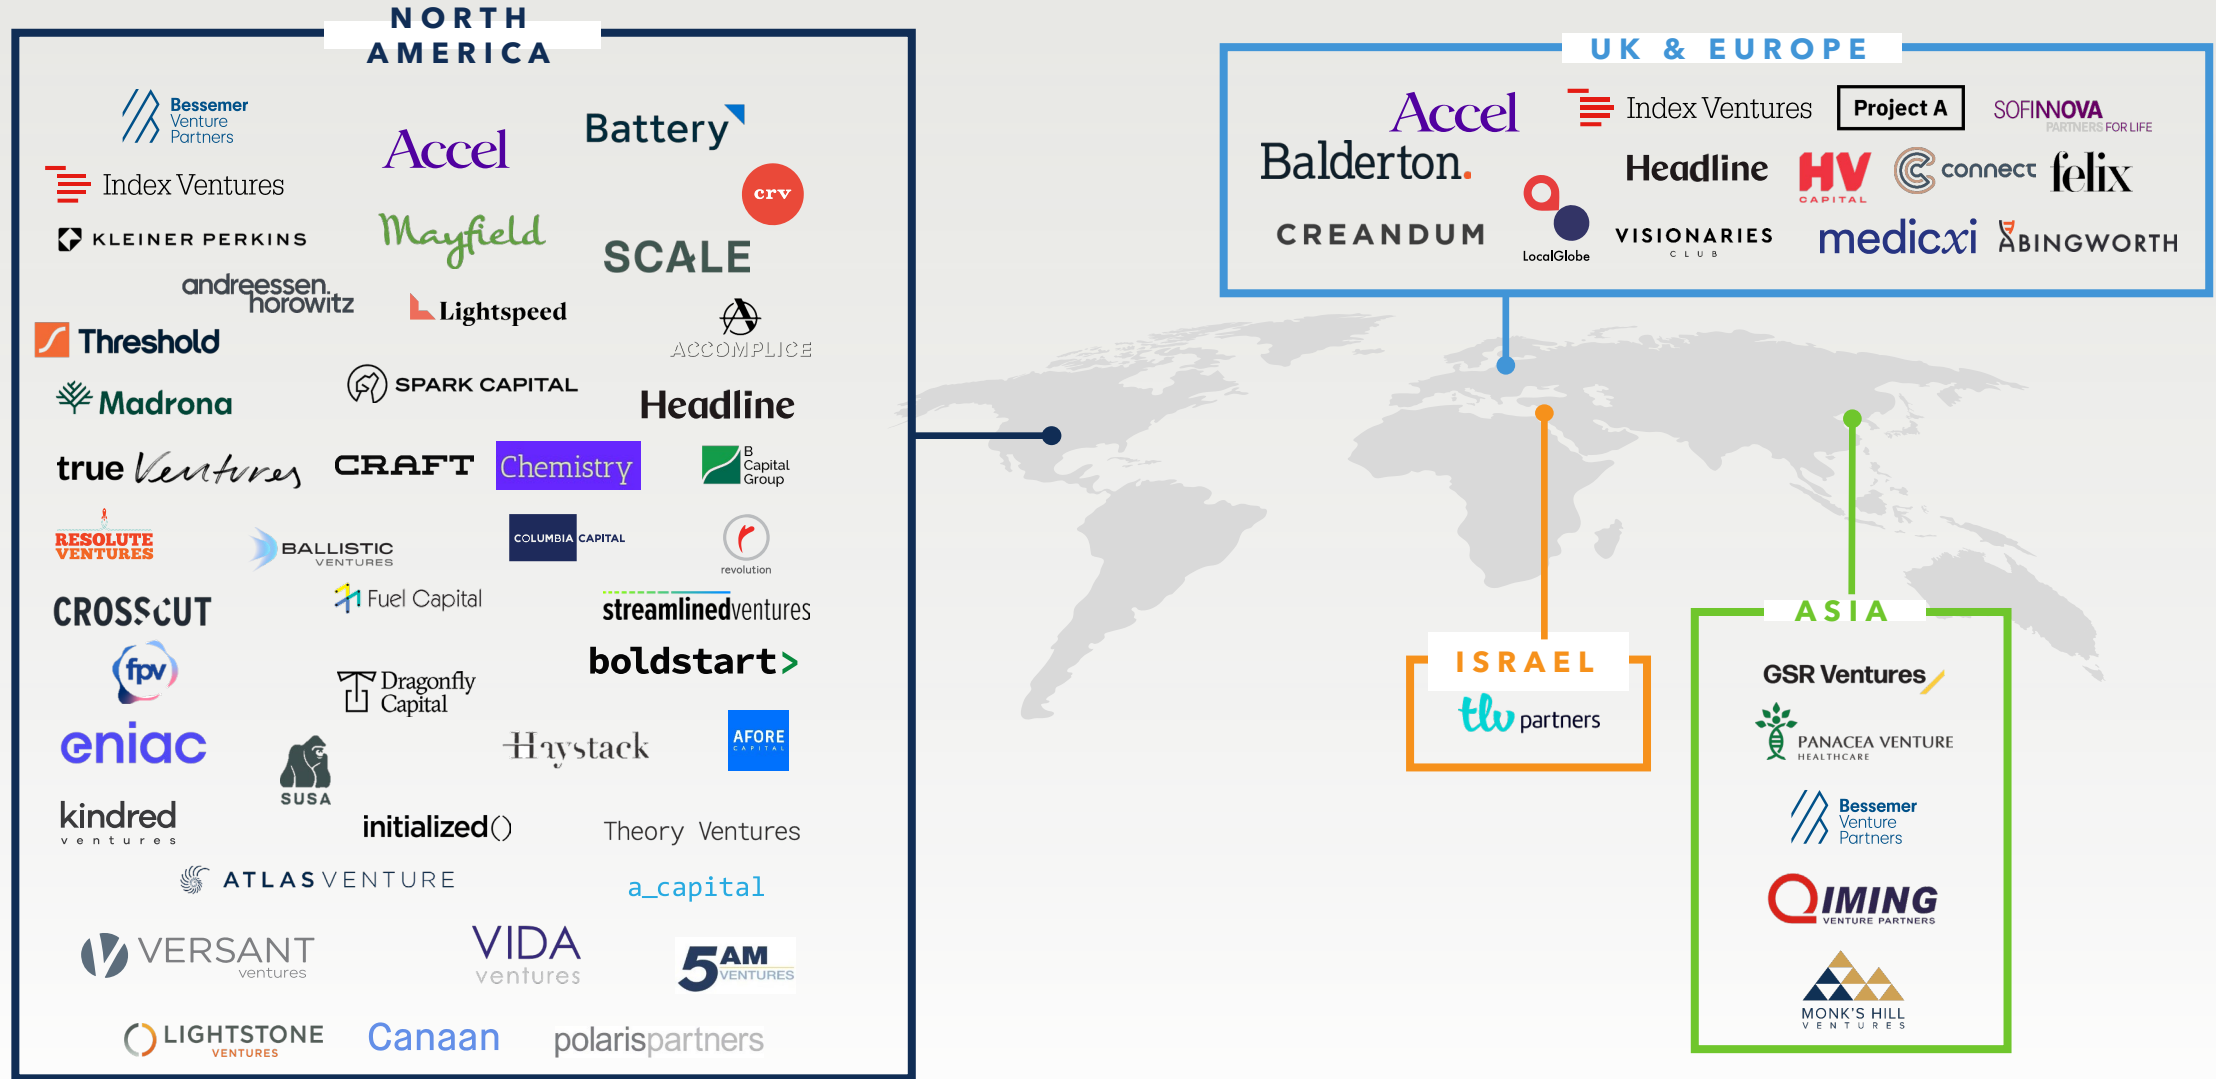 NORTH
AMERICA
Bessemer
Venture
Partners
Accel
Battery
Index Ventures
crv
KLEINER PERKINS
Mayfield
SCALE
andreessen.
horowitz
Lightspeed
ACCOMPLICE
Threshold
SPARK CAPITAL
Madrona
Headline
true Ventures
CRAFT
Chemistry
B
Capital
Group
RESOLUTE
VENTURES
BALLISTIC
VENTURES
COLUMBIA CAPITAL
revolution
CROSSCUT
Fuel Capital
streamlinedventures
fpv
Dragonfly
Capital
boldstart>
eniac
SUSA
Haystack
AFORE
CAPITAL
kindred
ventures
initialized()
Theory Ventures
ATLAS VENTURE
a_capital
VERSANT
ventures
VIDA
ventures
5AM
VENTURES
LIGHTSTONE
VENTURES
Canaan
polarispartners
UK & EUROPE
Accel
Index Ventures
Project A
SOFINNOVA
PARTNERS FOR LIFE
Balderton.
Headline
HV
CAPITAL
connect
felix
CREANDUM
LocalGlobe
VISIONARIES
CLUB
medicxi
ABINGWORTH
ISRAEL
tlv partners
ASIA
GSR Ventures
PANACEA VENTURE
HEALTHCARE
Bessemer
Venture
Partners
QIMING
VENTURE PARTNERS
MONK'S HILL
VENTURES